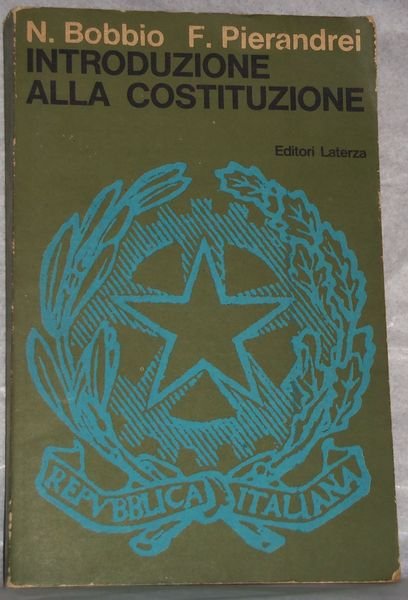 N. Bobbio F. Pierandrei
INTRODUZIONE
ALLA COSTITUZIONE
Editori Laterza
REPVBBLICA ITALIANA